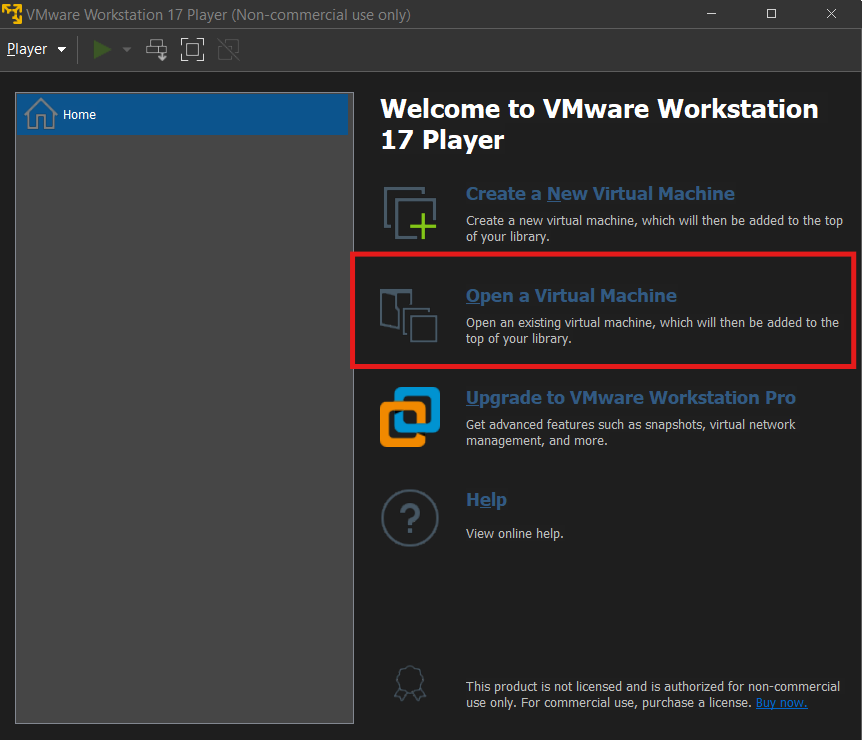 VMware Workstation 17 Player (Non-commercial use only)
Player
Home
Welcome to VMware Workstation
17 Player
Create a New Virtual Machine
Create a new virtual machine, which will then be added to the top
of your library.
Open a Virtual Machine
Open an existing virtual machine, which will then be added to the
top of your library.
Upgrade to VMware Workstation Pro
Get advanced features such as snapshots, virtual network
management, and more.
?
Help
View online help.
This product is not licensed and is authorized for non-commercial
use only. For commercial use, purchase a license. Buy now.